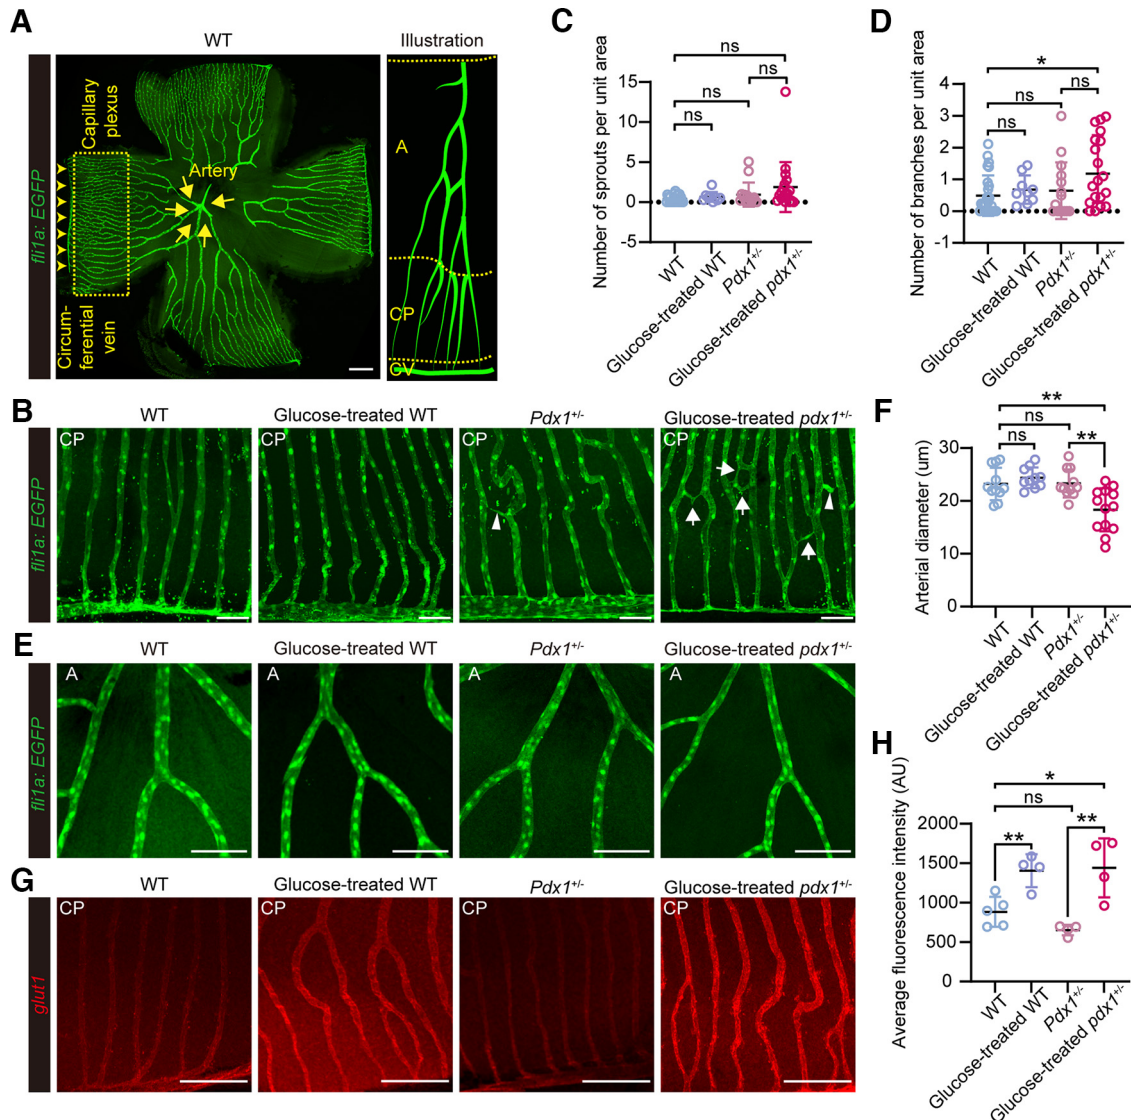 A
WT
Illustration
fli1a: EGFP
Capillary
plexus
Artery
Circum-
ferential
vein
A
CP
CV
C
Number of sprouts per unit area
15
10
5
0
-5
ns
ns
ns
ns
WT
Glucose-treated WT
Pdx1+/-
Glucose-treated pdx1+/-
D
Number of branches per unit area
4
3
2
1
0
-1
*
ns
ns
ns
WT
Glucose-treated WT
Pdx1+/-
Glucose-treated pdx1+/-
B
WT
Glucose-treated WT
Pdx1+/-
Glucose-treated pdx1+/-
fli1a: EGFP
CP
CP
CP
CP
F
Arterial diameter (um)
30
20
10
0
**
ns
ns
**
WT
Glucose-treated WT
Pdx1+/-
Glucose-treated pdx1+/-
E
WT
Glucose-treated WT
Pdx1+/-
Glucose-treated pdx1+/-
fli1a: EGFP
A
A
A
A
H
Average fluorescence intensity (AU)
2000
1500
1000
500
0
*
ns
**
**
WT
Glucose-treated WT
Pdx1+/-
Glucose-treated pdx1+/-
G
WT
Glucose-treated WT
Pdx1+/-
Glucose-treated pdx1+/-
glut1
CP
CP
CP
CP